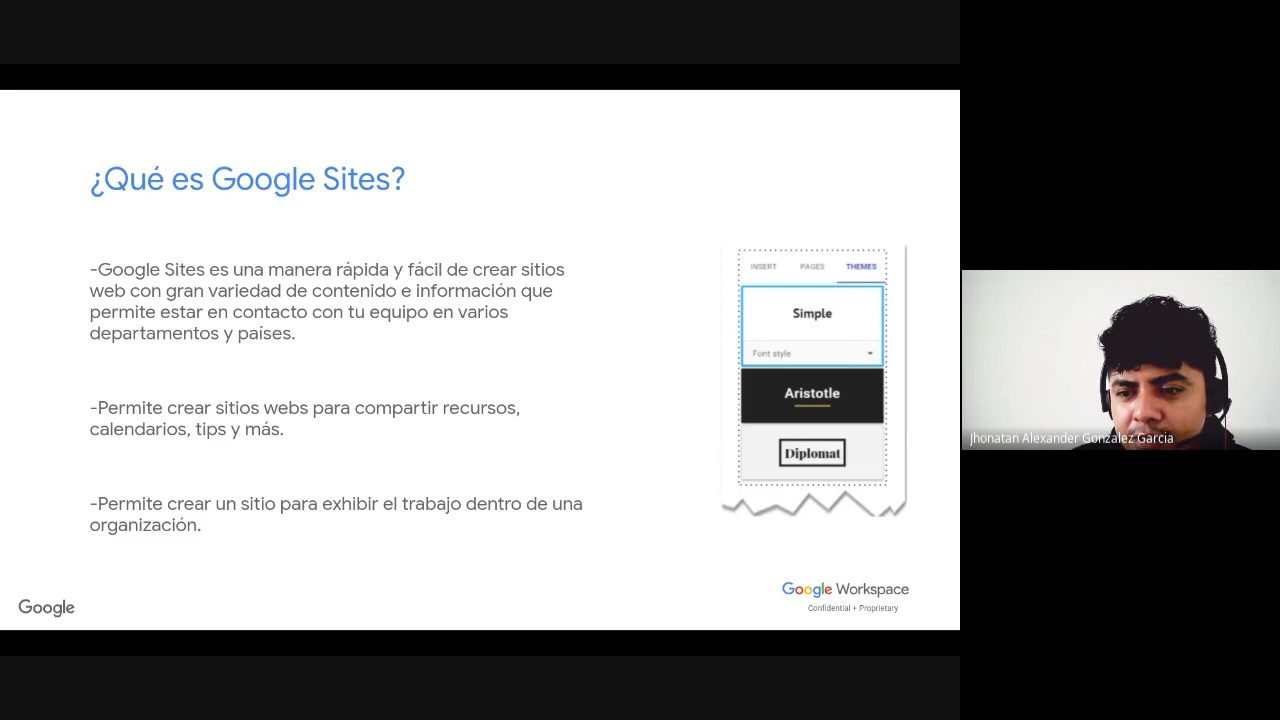 ¿Qué es Google Sites?
-Google Sites es una manera rápida y fácil de crear sitios
web con gran variedad de contenido e información que
permite estar en contacto con tu equipo en varios
departamentos y países.
-Permite crear sitios webs para compartir recursos,
calendarios, tips y más.
-Permite crear un sitio para exhibir el trabajo dentro de una
organización.
INSERT PAGES THEMES
Simple
Font style
Aristotle
Diplomat
Google Workspace
Confidential + Proprietary
Google
Jhonatan Alexander Gonzalez Garcia